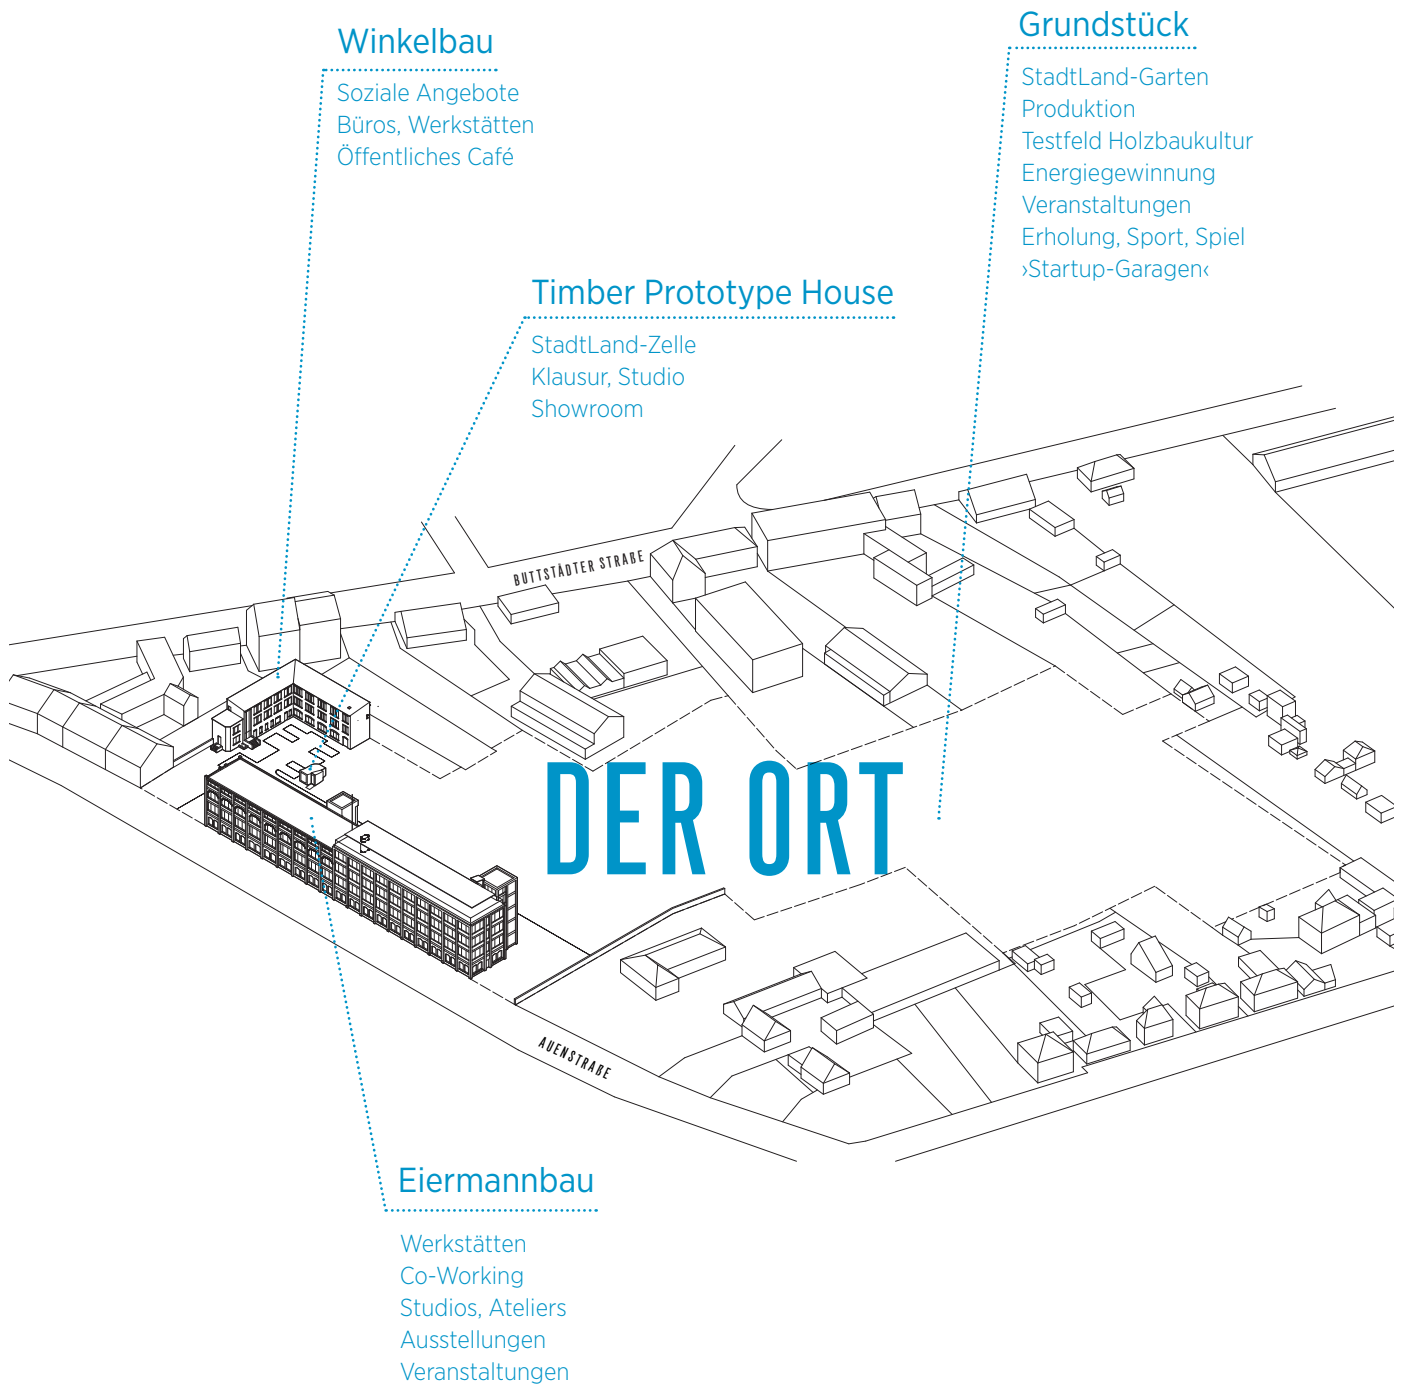 Winkelbau
Soziale Angebote
Büros, Werkstätten
Öffentliches Café
Grundstück
StadtLand-Garten
Produktion
Testfeld Holzbaukultur
Energiegewinnung
Veranstaltungen
Erholung, Sport, Spiel
›Startup-Garagen‹
Timber Prototype House
StadtLand-Zelle
Klausur, Studio
Showroom
BUTTSTÄDTER STRAßE
DER ORT
AUENSTRAßE
Eiermannbau
Werkstätten
Co-Working
Studios, Ateliers
Ausstellungen
Veranstaltungen